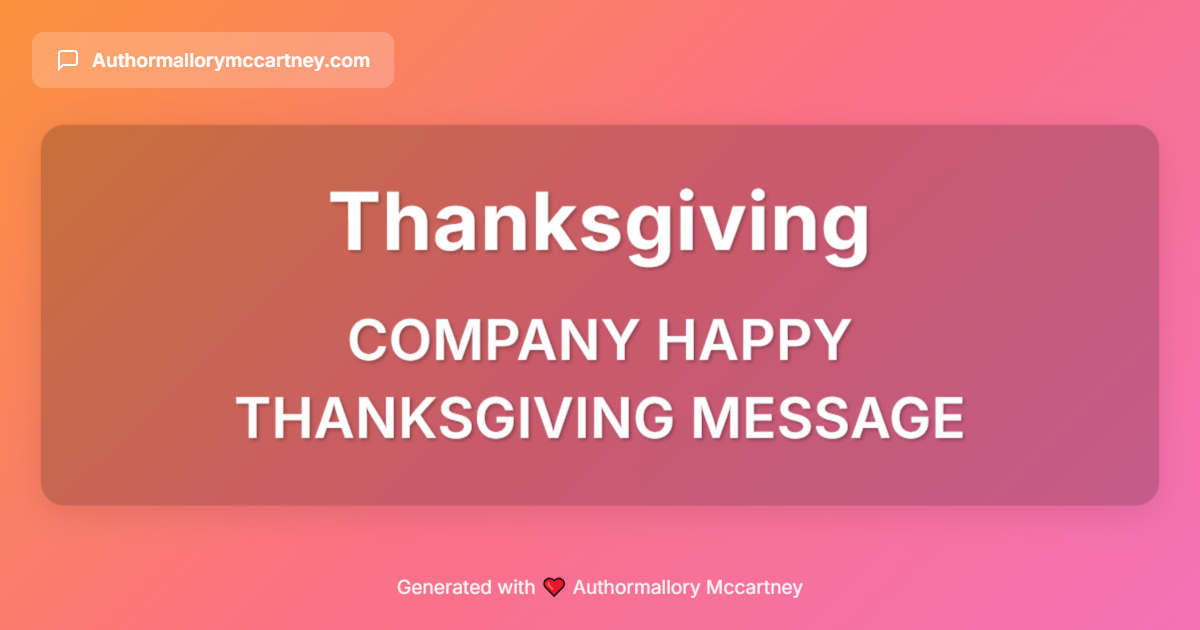 Authormallorymccartney.com
Thanksgiving
COMPANY HAPPY
THANKSGIVING MESSAGE
Generated with ❤️ Authormallory Mccartney